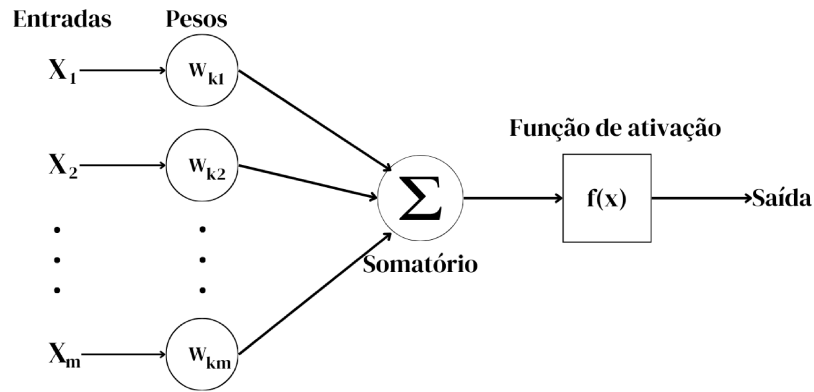 Entradas
Pesos
X₁
Wₖ₁
Função de ativação
X₂
Wₖ₂
Σ
f(x)
Saída
Somatório
Xₘ
Wₖₘ